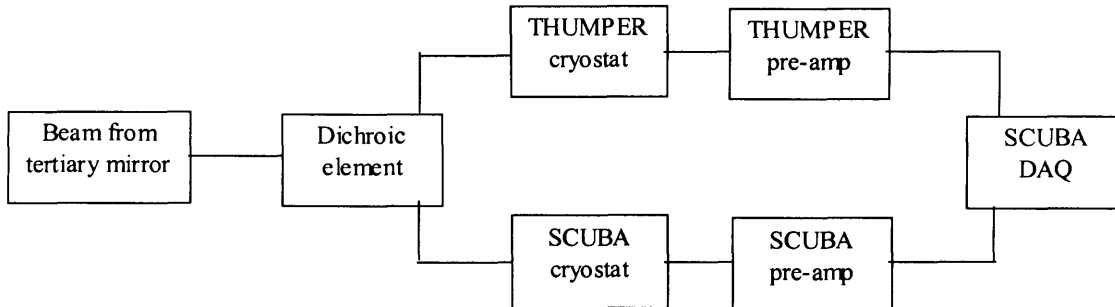 THUMPER
cryostat
THUMPER
pre-amp
Beam from
tertiary mirror
Dichroic
element
SCUBA
DAQ
SCUBA
cryostat
SCUBA
pre-amp